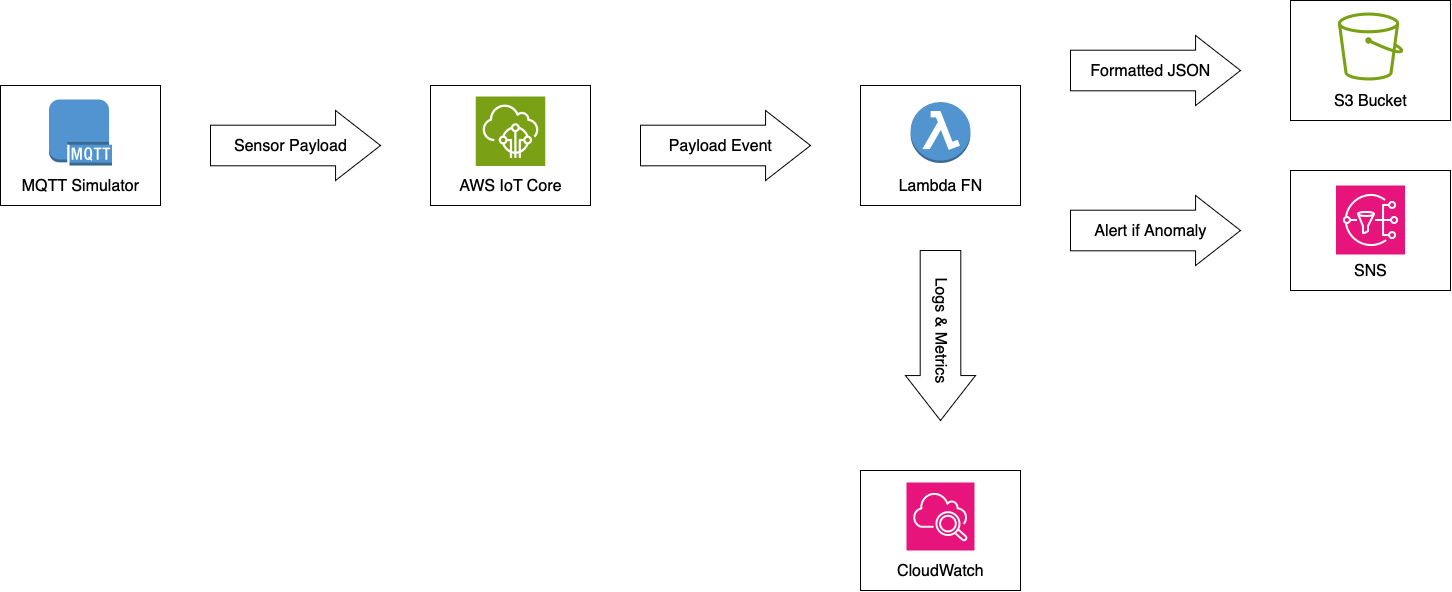 MQTT
MQTT Simulator
Sensor Payload
AWS IoT Core
Payload Event
Lambda FN
Formatted JSON
S3 Bucket
Alert if Anomaly
SNS
Logs & Metrics
CloudWatch